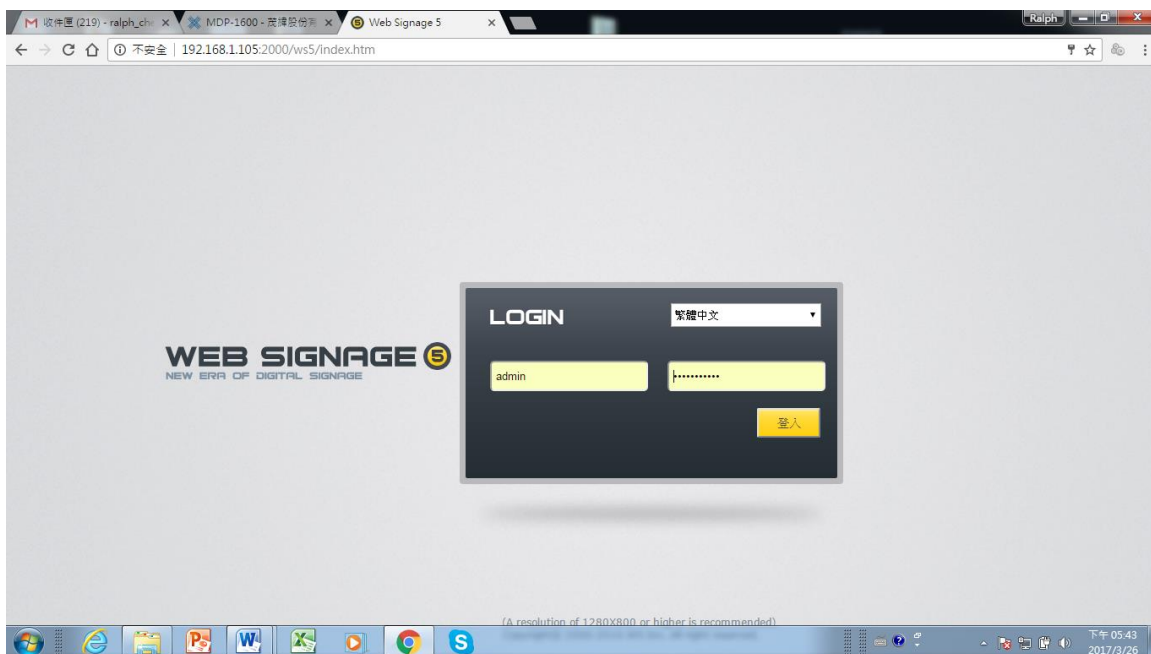 收件匣 (219) - ralph_che
MDP-1600 - 茂緯股份有
Web Signage 5
Ralph
不安全 | 192.168.1.105:2000/ws5/index.htm
LOGIN
繁體中文
WEB SIGNAGE 5
NEW ERA OF DIGITAL SIGNAGE
admin
•••••••••••
登入
(A resolution of 1280X800 or higher is recommended)
下午 05:43
2017/3/26